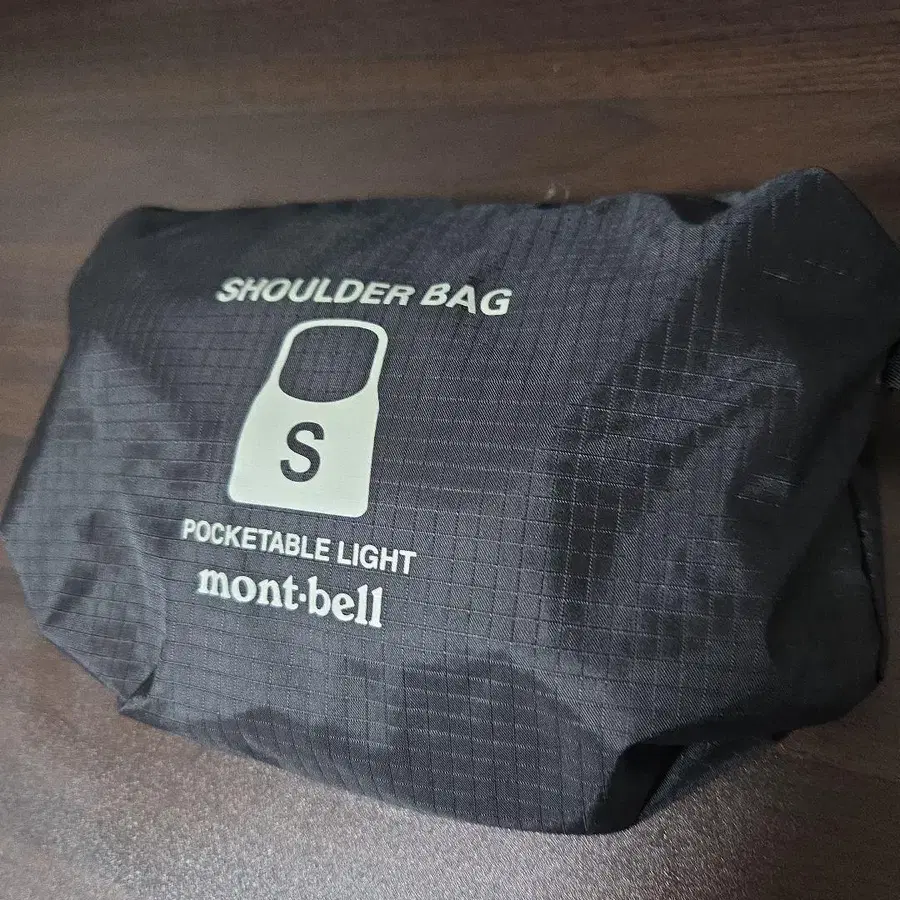 SHOULDER BAG
S
POCKETABLE LIGHT
mont·bell